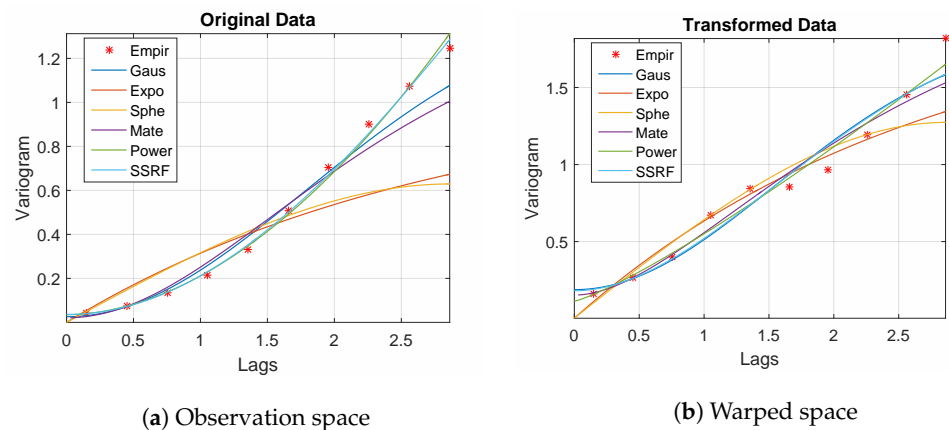 Original Data
Variogram
1.2
1
0.8
0.6
0.4
0.2
Empir
Gaus
Expo
Sphe
Mate
Power
SSRF
0 0.5 1 1.5 2 2.5
Lags
(a) Observation space
Transformed Data
Variogram
1.5
1
0.5
Empir
Gaus
Expo
Sphe
Mate
Power
SSRF
0 0.5 1 1.5 2 2.5
Lags
(b) Warped space